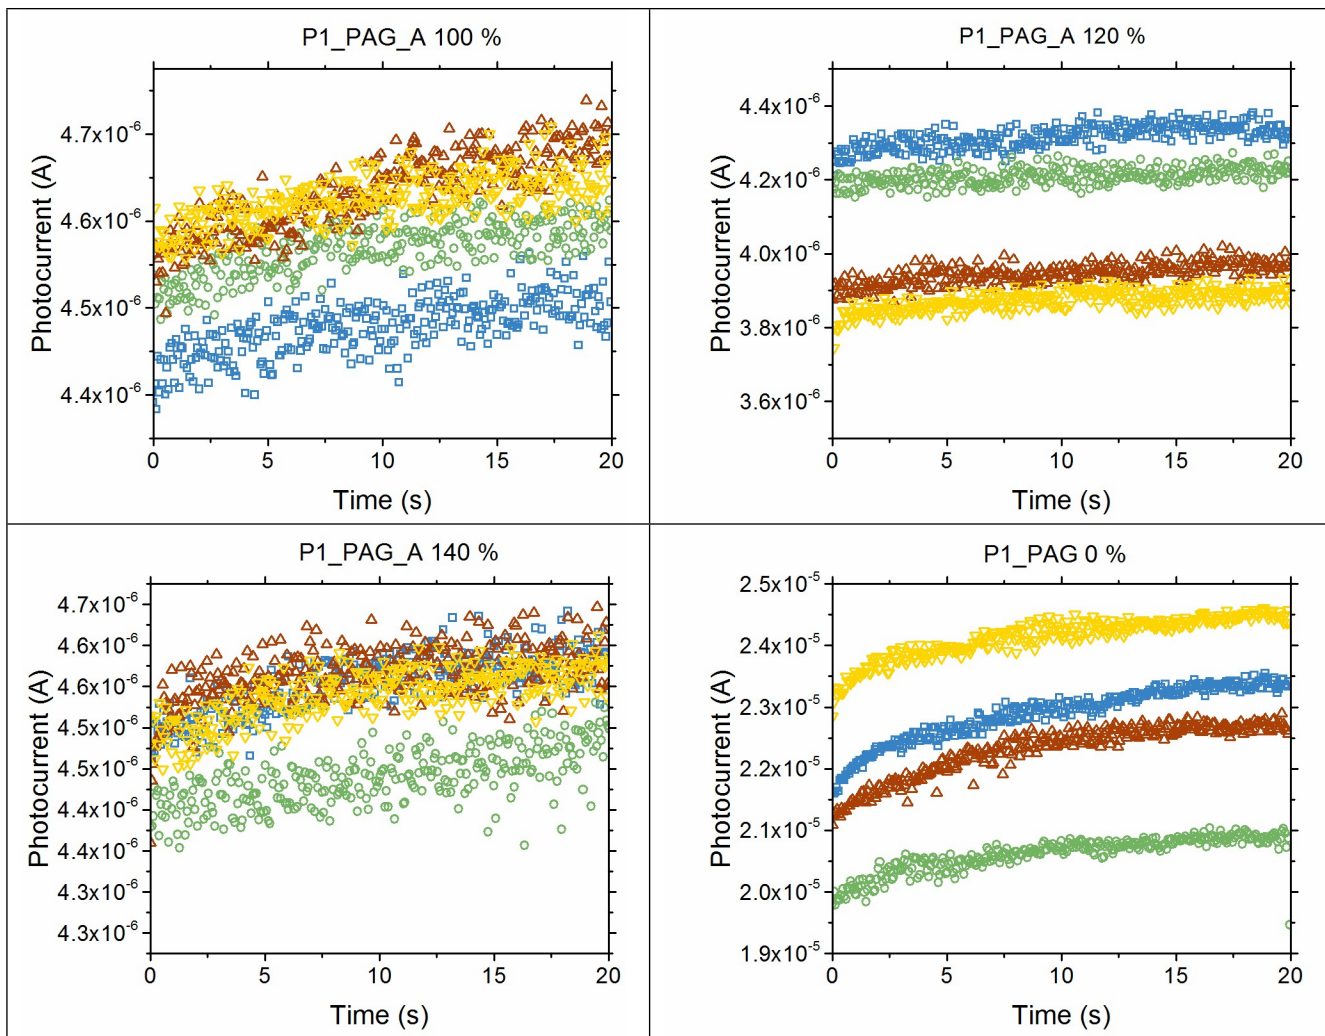 P1_PAG_A 100 %
4.7x10⁻⁶
4.6x10⁻⁶
4.5x10⁻⁶
4.4x10⁻⁶
Photocurrent (A)
0 5 10 15 20
Time (s)
P1_PAG_A 120 %
4.4x10⁻⁶
4.2x10⁻⁶
4.0x10⁻⁶
3.8x10⁻⁶
3.6x10⁻⁶
Photocurrent (A)
0 5 10 15 20
Time (s)
P1_PAG_A 140 %
4.7x10⁻⁶
4.6x10⁻⁶
4.6x10⁻⁶
4.5x10⁻⁶
4.5x10⁻⁶
4.4x10⁻⁶
4.4x10⁻⁶
4.3x10⁻⁶
4.3x10⁻⁶
Photocurrent (A)
0 5 10 15 20
Time (s)
P1_PAG 0 %
2.5x10⁻⁵
2.4x10⁻⁵
2.3x10⁻⁵
2.2x10⁻⁵
2.1x10⁻⁵
2.0x10⁻⁵
1.9x10⁻⁵
Photocurrent (A)
0 5 10 15 20
Time (s)